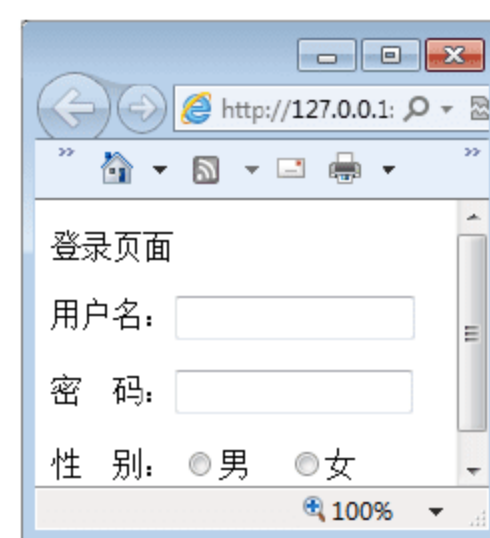 http://127.0.0.1:
登录页面
用户名：
密 码：
性 别： 男 女
100%